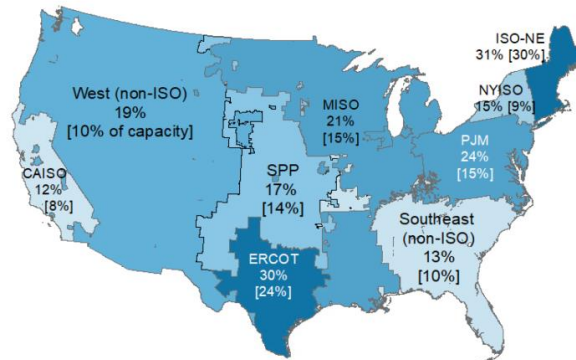 ISO-NE
31% [30%]
NYISO
15% [9%]
West (non-ISO)
19%
[10% of capacity]
MISO
21%
[15%]
PJM
24%
[15%]
CAISO
12%
[8%]
SPP
17%
[14%]
Southeast
(non-ISO)
13%
[10%]
ERCOT
30%
[24%]